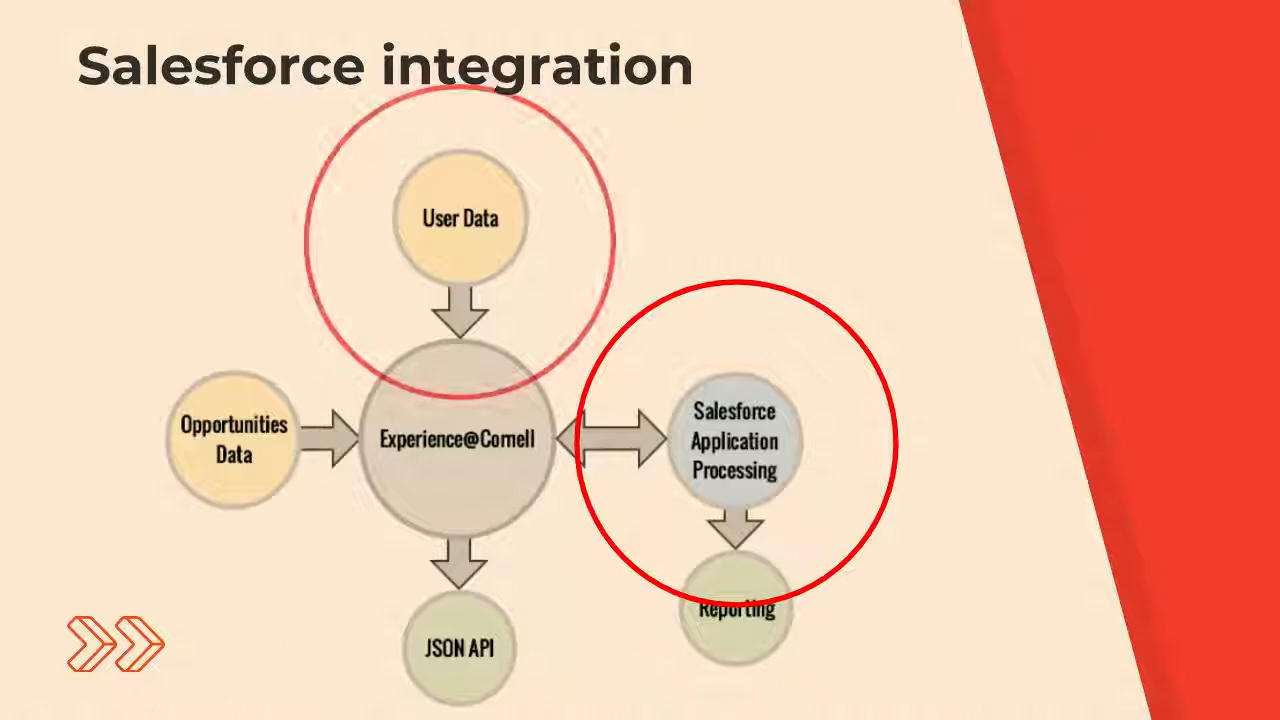 Salesforce integration
User Data
Opportunities
Data
Experience@Cornell
Salesforce
Application
Processing
Reporting
JSON API